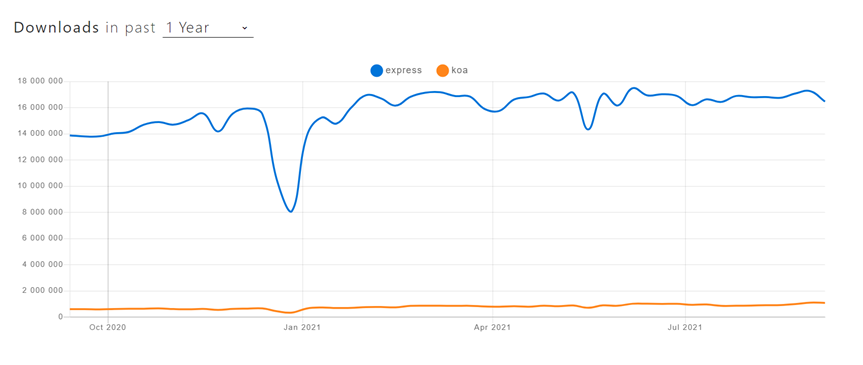 Downloads in past 1 Year
express koa
18 000 000
16 000 000
14 000 000
12 000 000
10 000 000
8 000 000
6 000 000
4 000 000
2 000 000
0
Oct 2020 Jan 2021 Apr 2021 Jul 2021